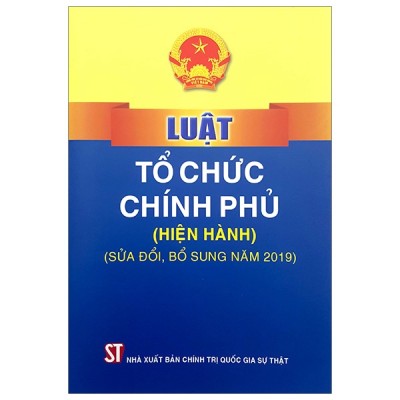 LUẬT
TỔ CHỨC
CHÍNH PHỦ
(HIỆN HÀNH)
(SỬA ĐỔI, BỔ SUNG NĂM 2019)
ST NHÀ XUẤT BẢN CHÍNH TRỊ QUỐC GIA SỰ THẬT